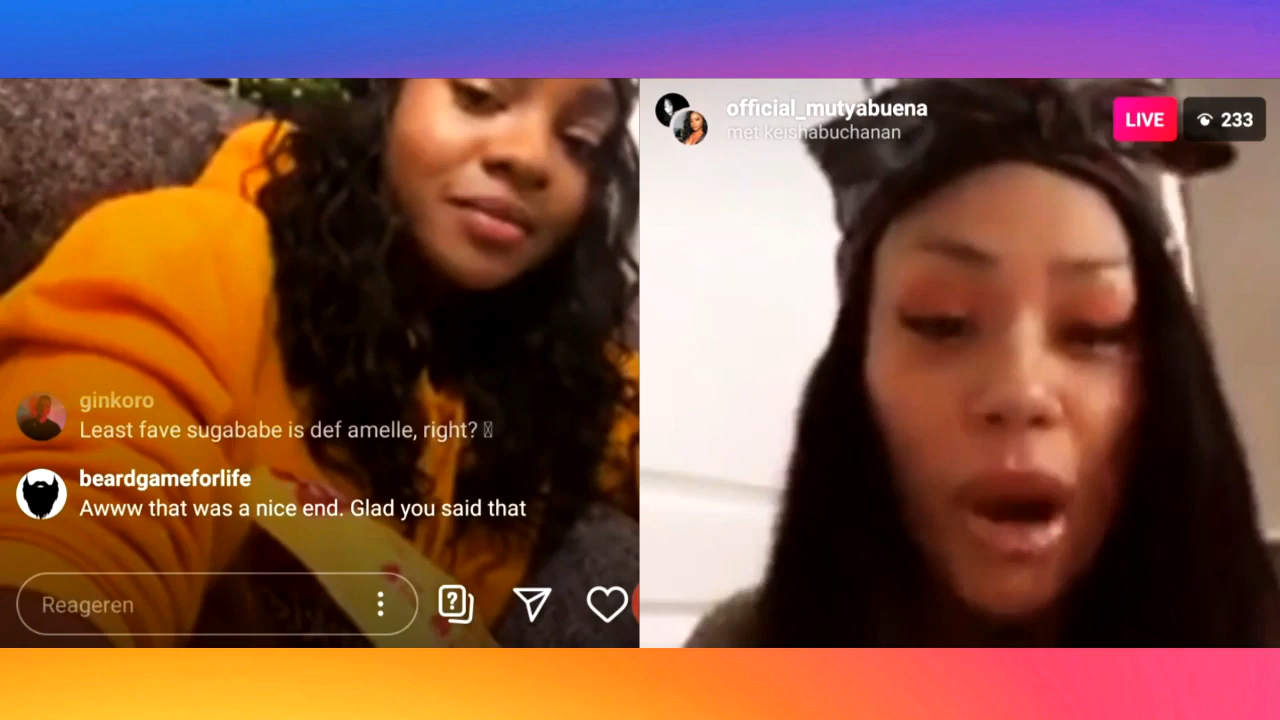 official_mutyabuena
met keishabuchanan
LIVE
233
ginkoro
Least fave sugababe is def amelle, right?
beardgameforlife
Awww that was a nice end. Glad you said that
Reageren
?